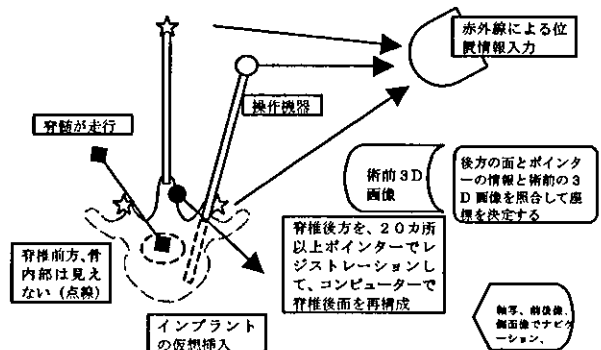 赤外線による位
置情報入力
操作機器
脊髄が走行
術前３D
画像
後方の面とポインタ
ーの情報と術前の３
D 画像を照合して座
標を決定する
脊椎後方を、２０カ所
以上ポインターでレ
ジストレーションし
て、コンピューターで
脊椎後面を再構成
脊椎前方、骨
内部は見え
ない（点線）
インプラント
の仮想挿入
軸写、前後像、
側面像でナビゲ
ーション、